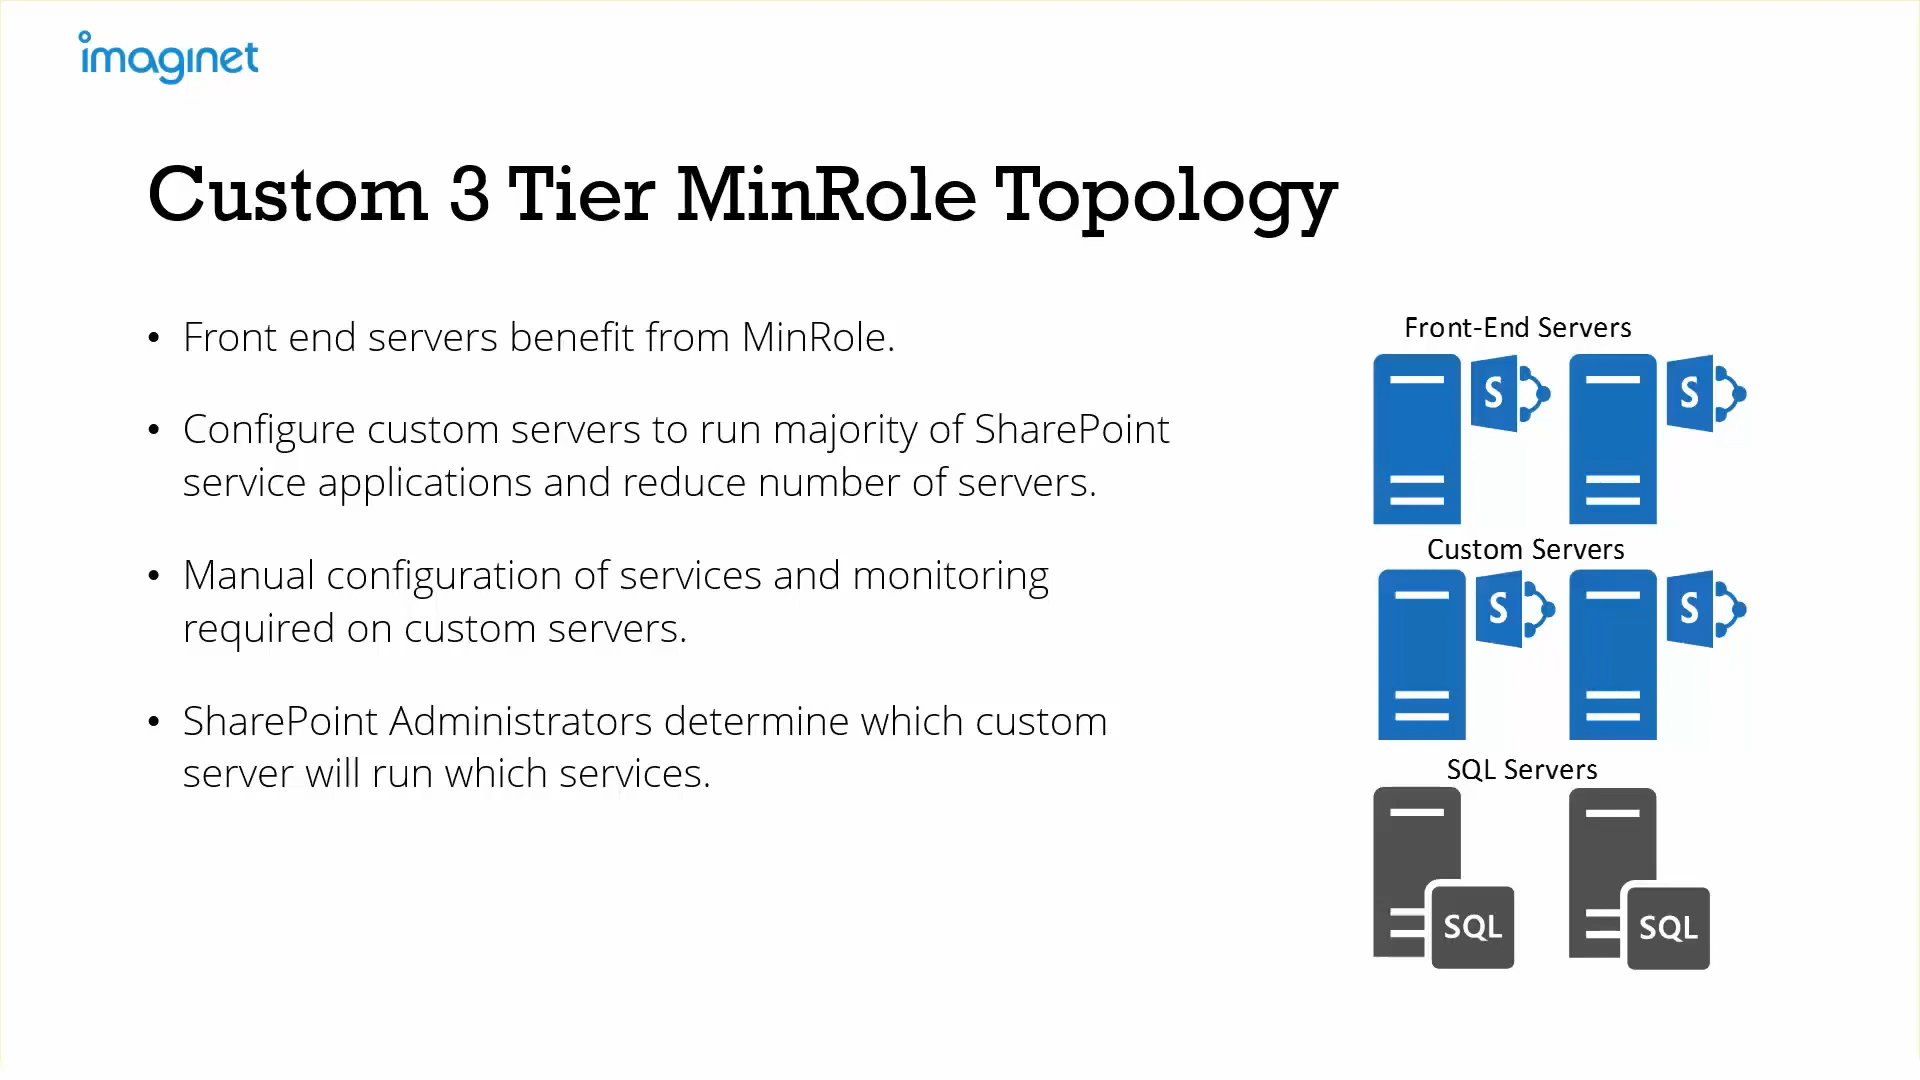 imaginet
Custom 3 Tier MinRole Topology
• Front end servers benefit from MinRole.
• Configure custom servers to run majority of SharePoint
service applications and reduce number of servers.
• Manual configuration of services and monitoring
required on custom servers.
• SharePoint Administrators determine which custom
server will run which services.
Front-End Servers
S
S
Custom Servers
S
S
SQL Servers
SQL
SQL